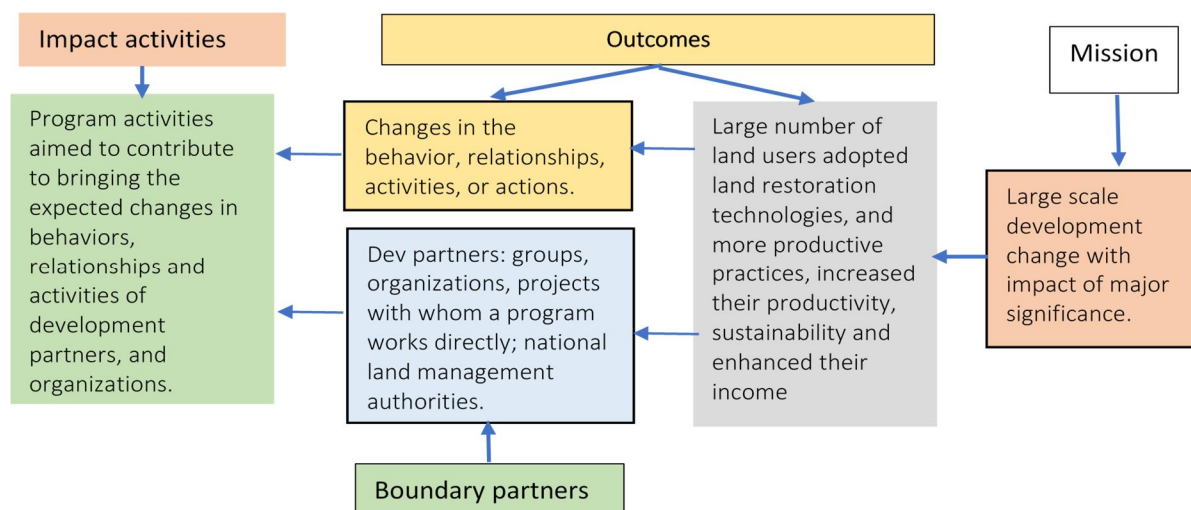 Impact activities
Outcomes
Mission
Program activities
aimed to contribute
to bringing the
expected changes in
behaviors,
relationships and
activities of
development
partners, and
organizations.
Changes in the
behavior, relationships,
activities, or actions.
Dev partners: groups,
organizations, projects
with whom a program
works directly; national
land management
authorities.
Large number of
land users adopted
land restoration
technologies, and
more productive
practices, increased
their productivity,
sustainability and
enhanced their
income
Large scale
development
change with
impact of major
significance.
Boundary partners